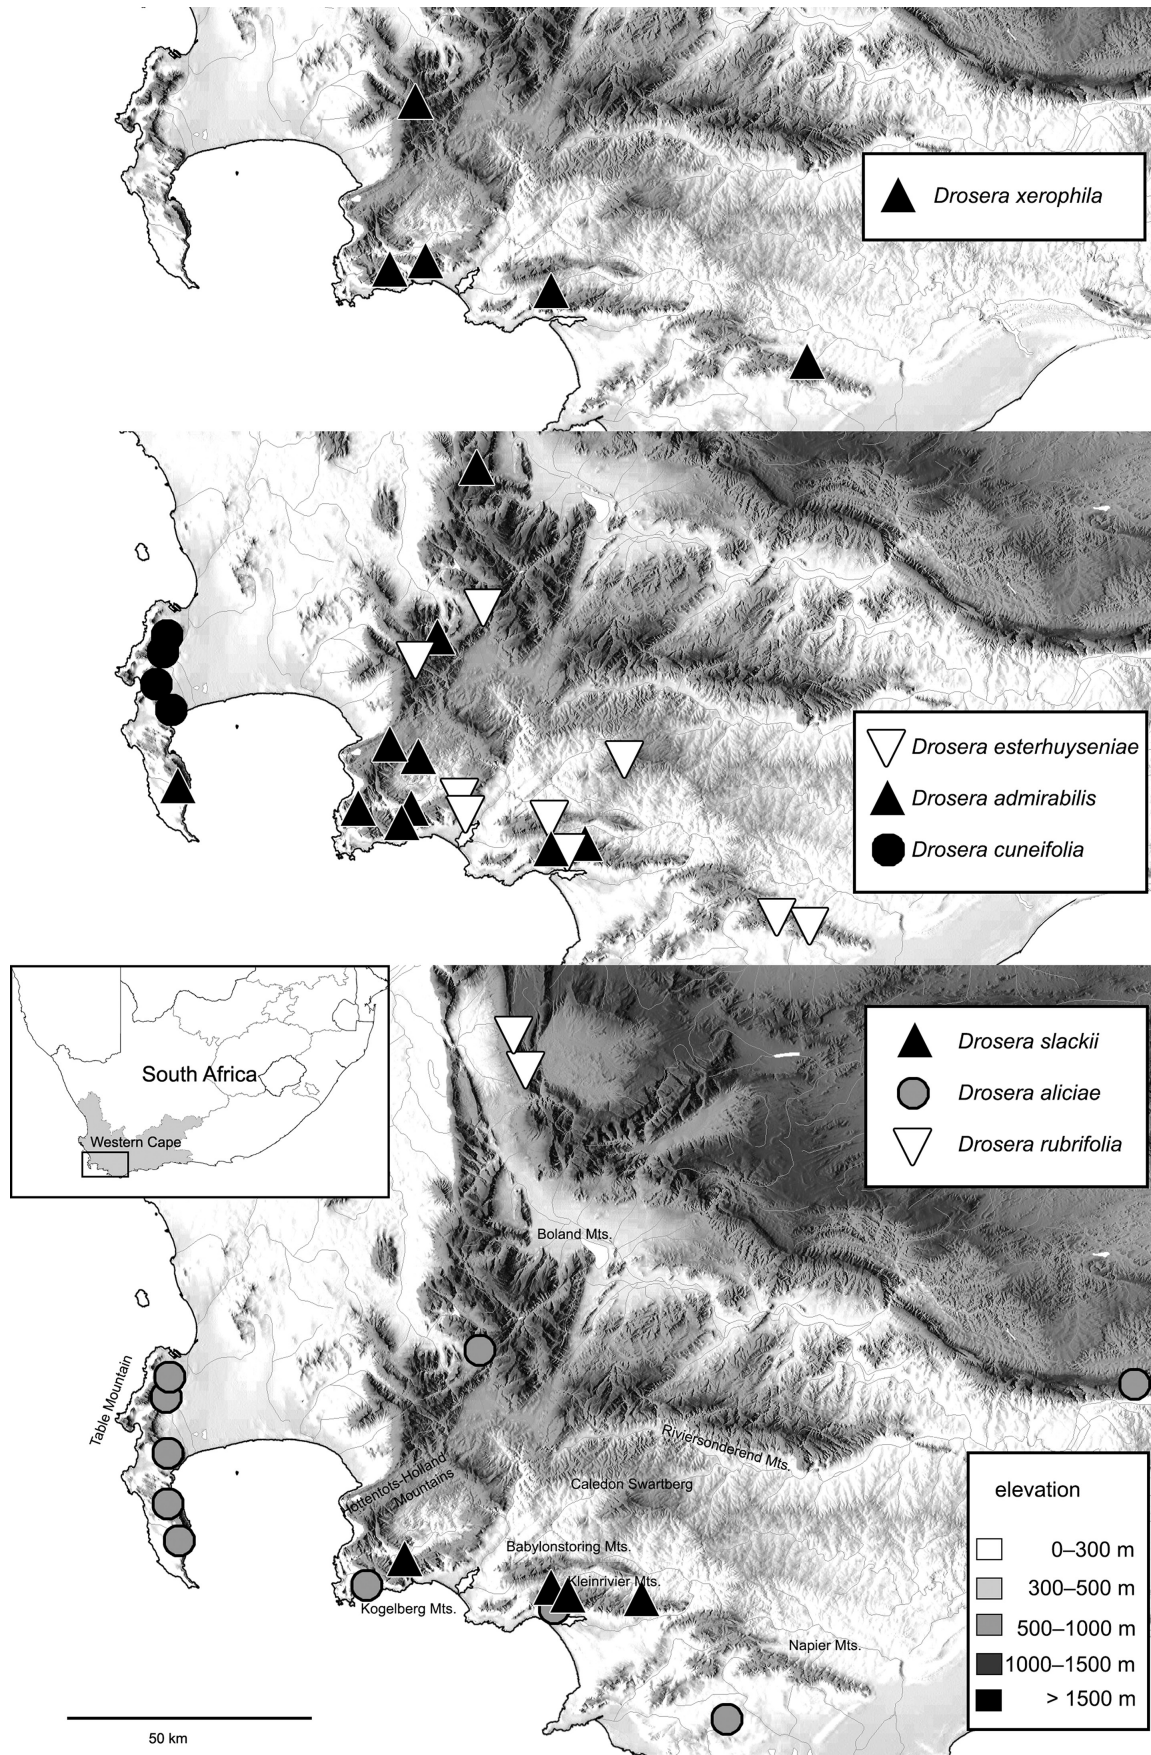 Drosera xerophila
Drosera esterhuyseniae
Drosera admirabilis
Drosera cuneifolia
South Africa
Western Cape
Drosera slackii
Drosera aliciae
Drosera rubrifolia
Boland Mts.
Table Mountain
Riviersonderend Mts.
Hottentots-Holland
Mountains
Caledon Swartberg
Babylonstoring Mts.
Kleinrivier Mts.
Kogelberg Mts.
Napier Mts.
elevation
0–300 m
300–500 m
500–1000 m
1000–1500 m
> 1500 m
50 km